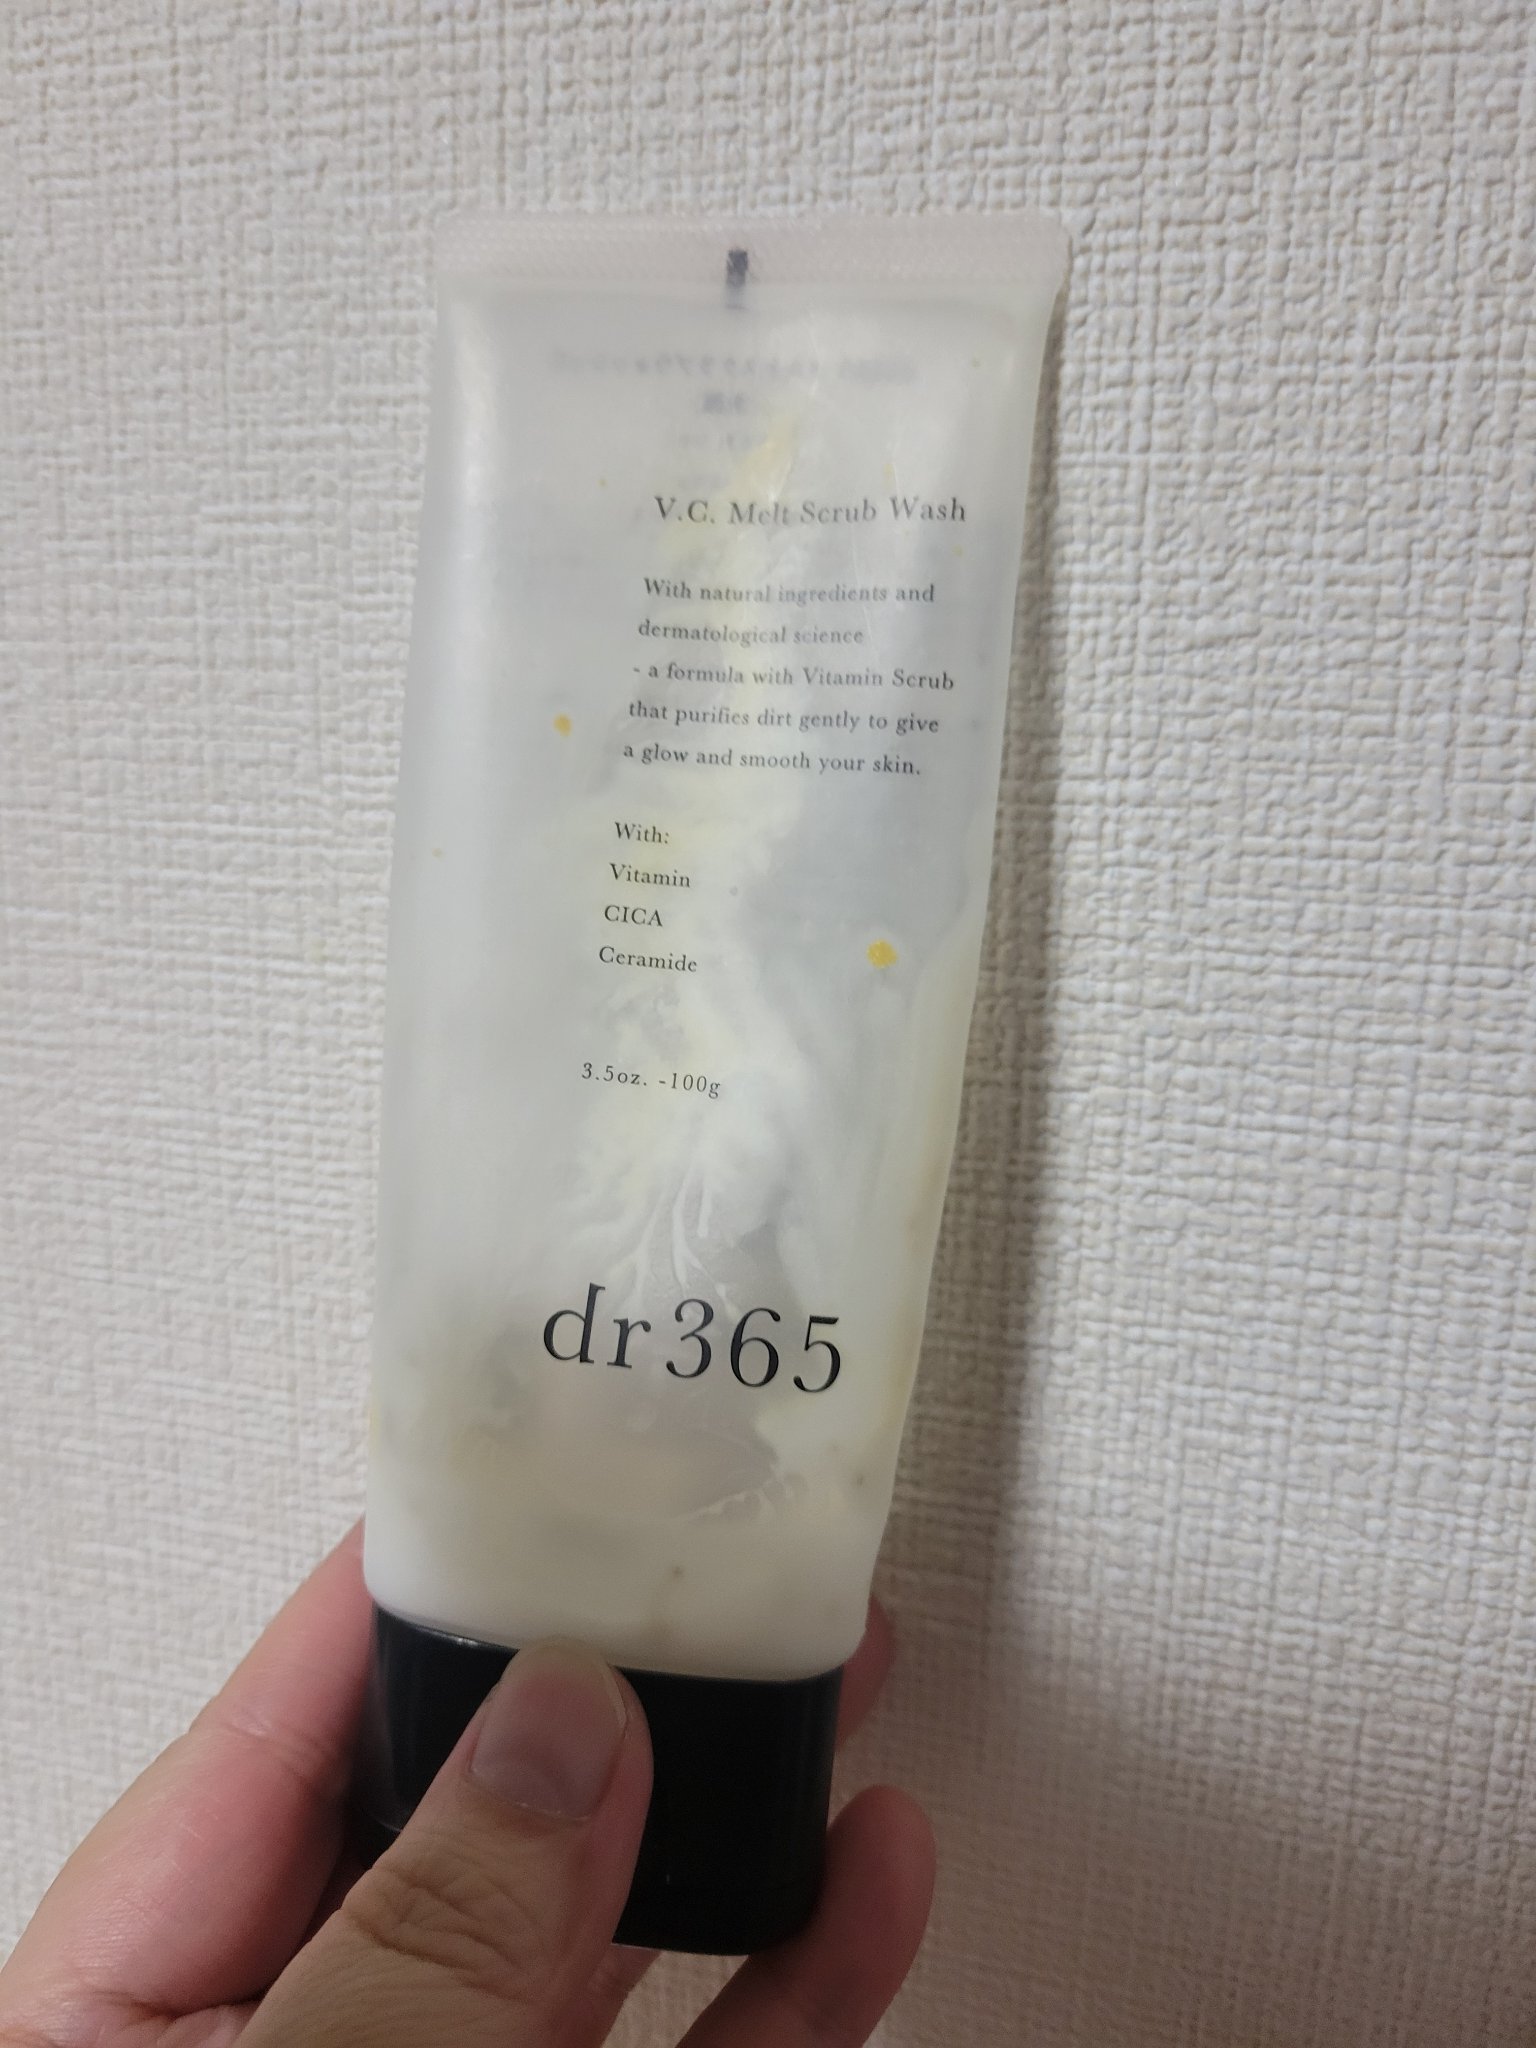 V.C. Melt Scrub Wash
With natural ingredients and
dermatological science
- a formula with Vitamin Scrub
that purifies dirt gently to give
a glow and smooth your skin.
With:
Vitamin
CICA
Ceramide
3.5oz. -100g
dr365